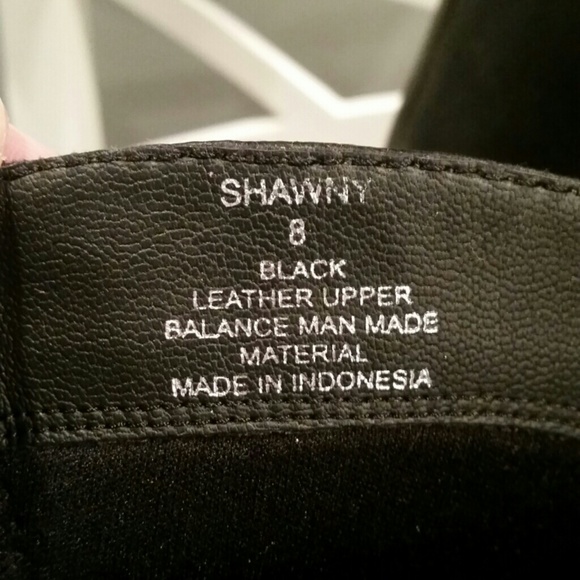 SHAWNY
8
BLACK
LEATHER UPPER
BALANCE MAN MADE
MATERIAL
MADE IN INDONESIA